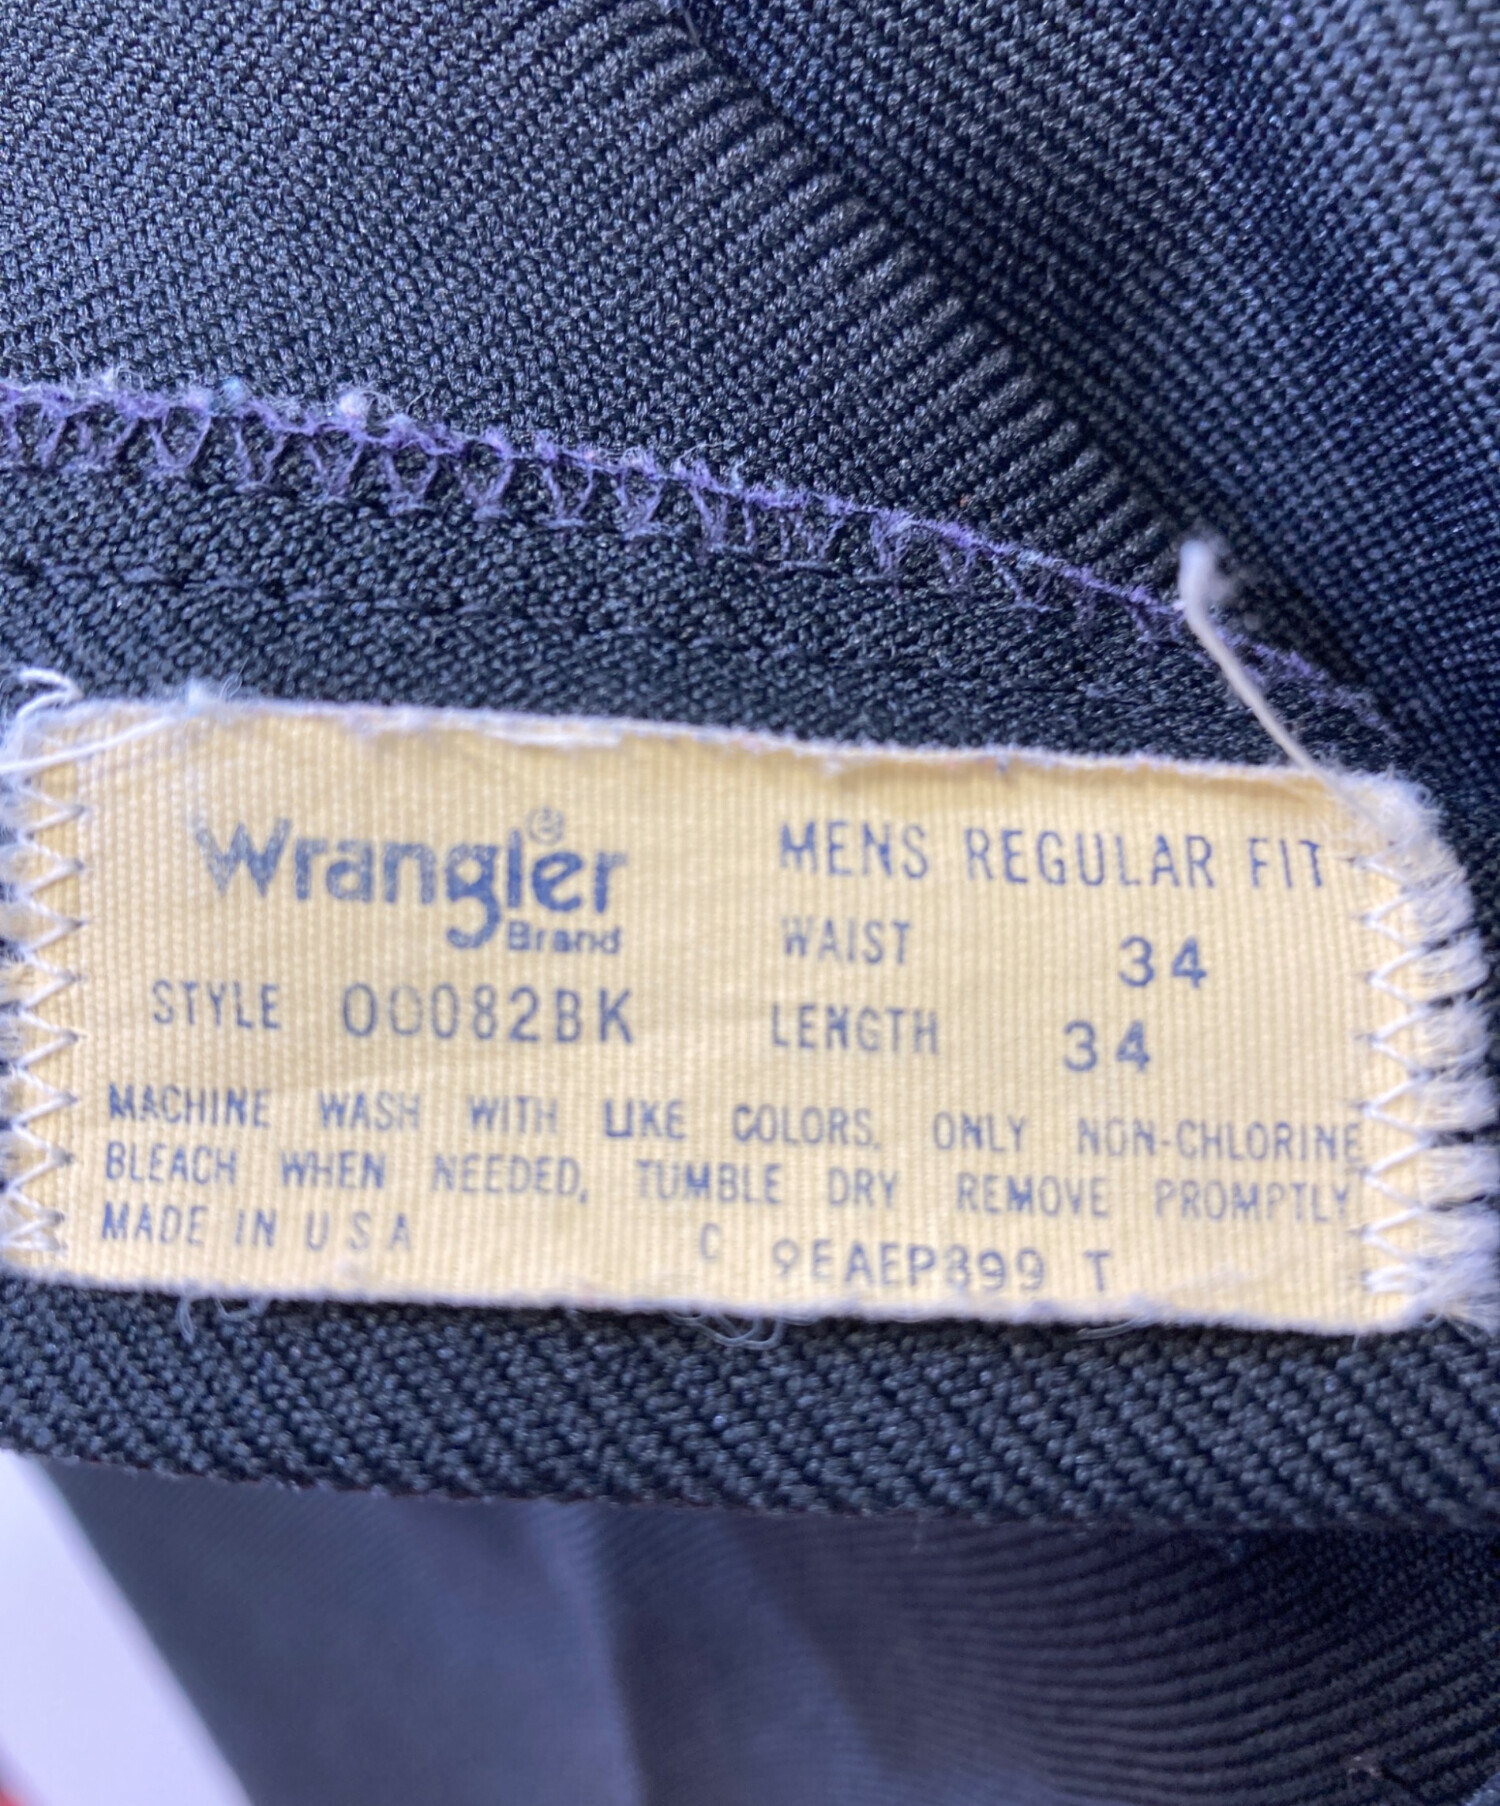 Wrangler®
Brand
STYLE 00082BK
MENS REGULAR FIT
WAIST 34
LENGTH 34
MACHINE WASH WITH LIKE COLORS. ONLY NON-CHLORINE
BLEACH WHEN NEEDED, TUMBLE DRY REMOVE PROMPTLY
MADE IN U S A C 9EAEP899 T